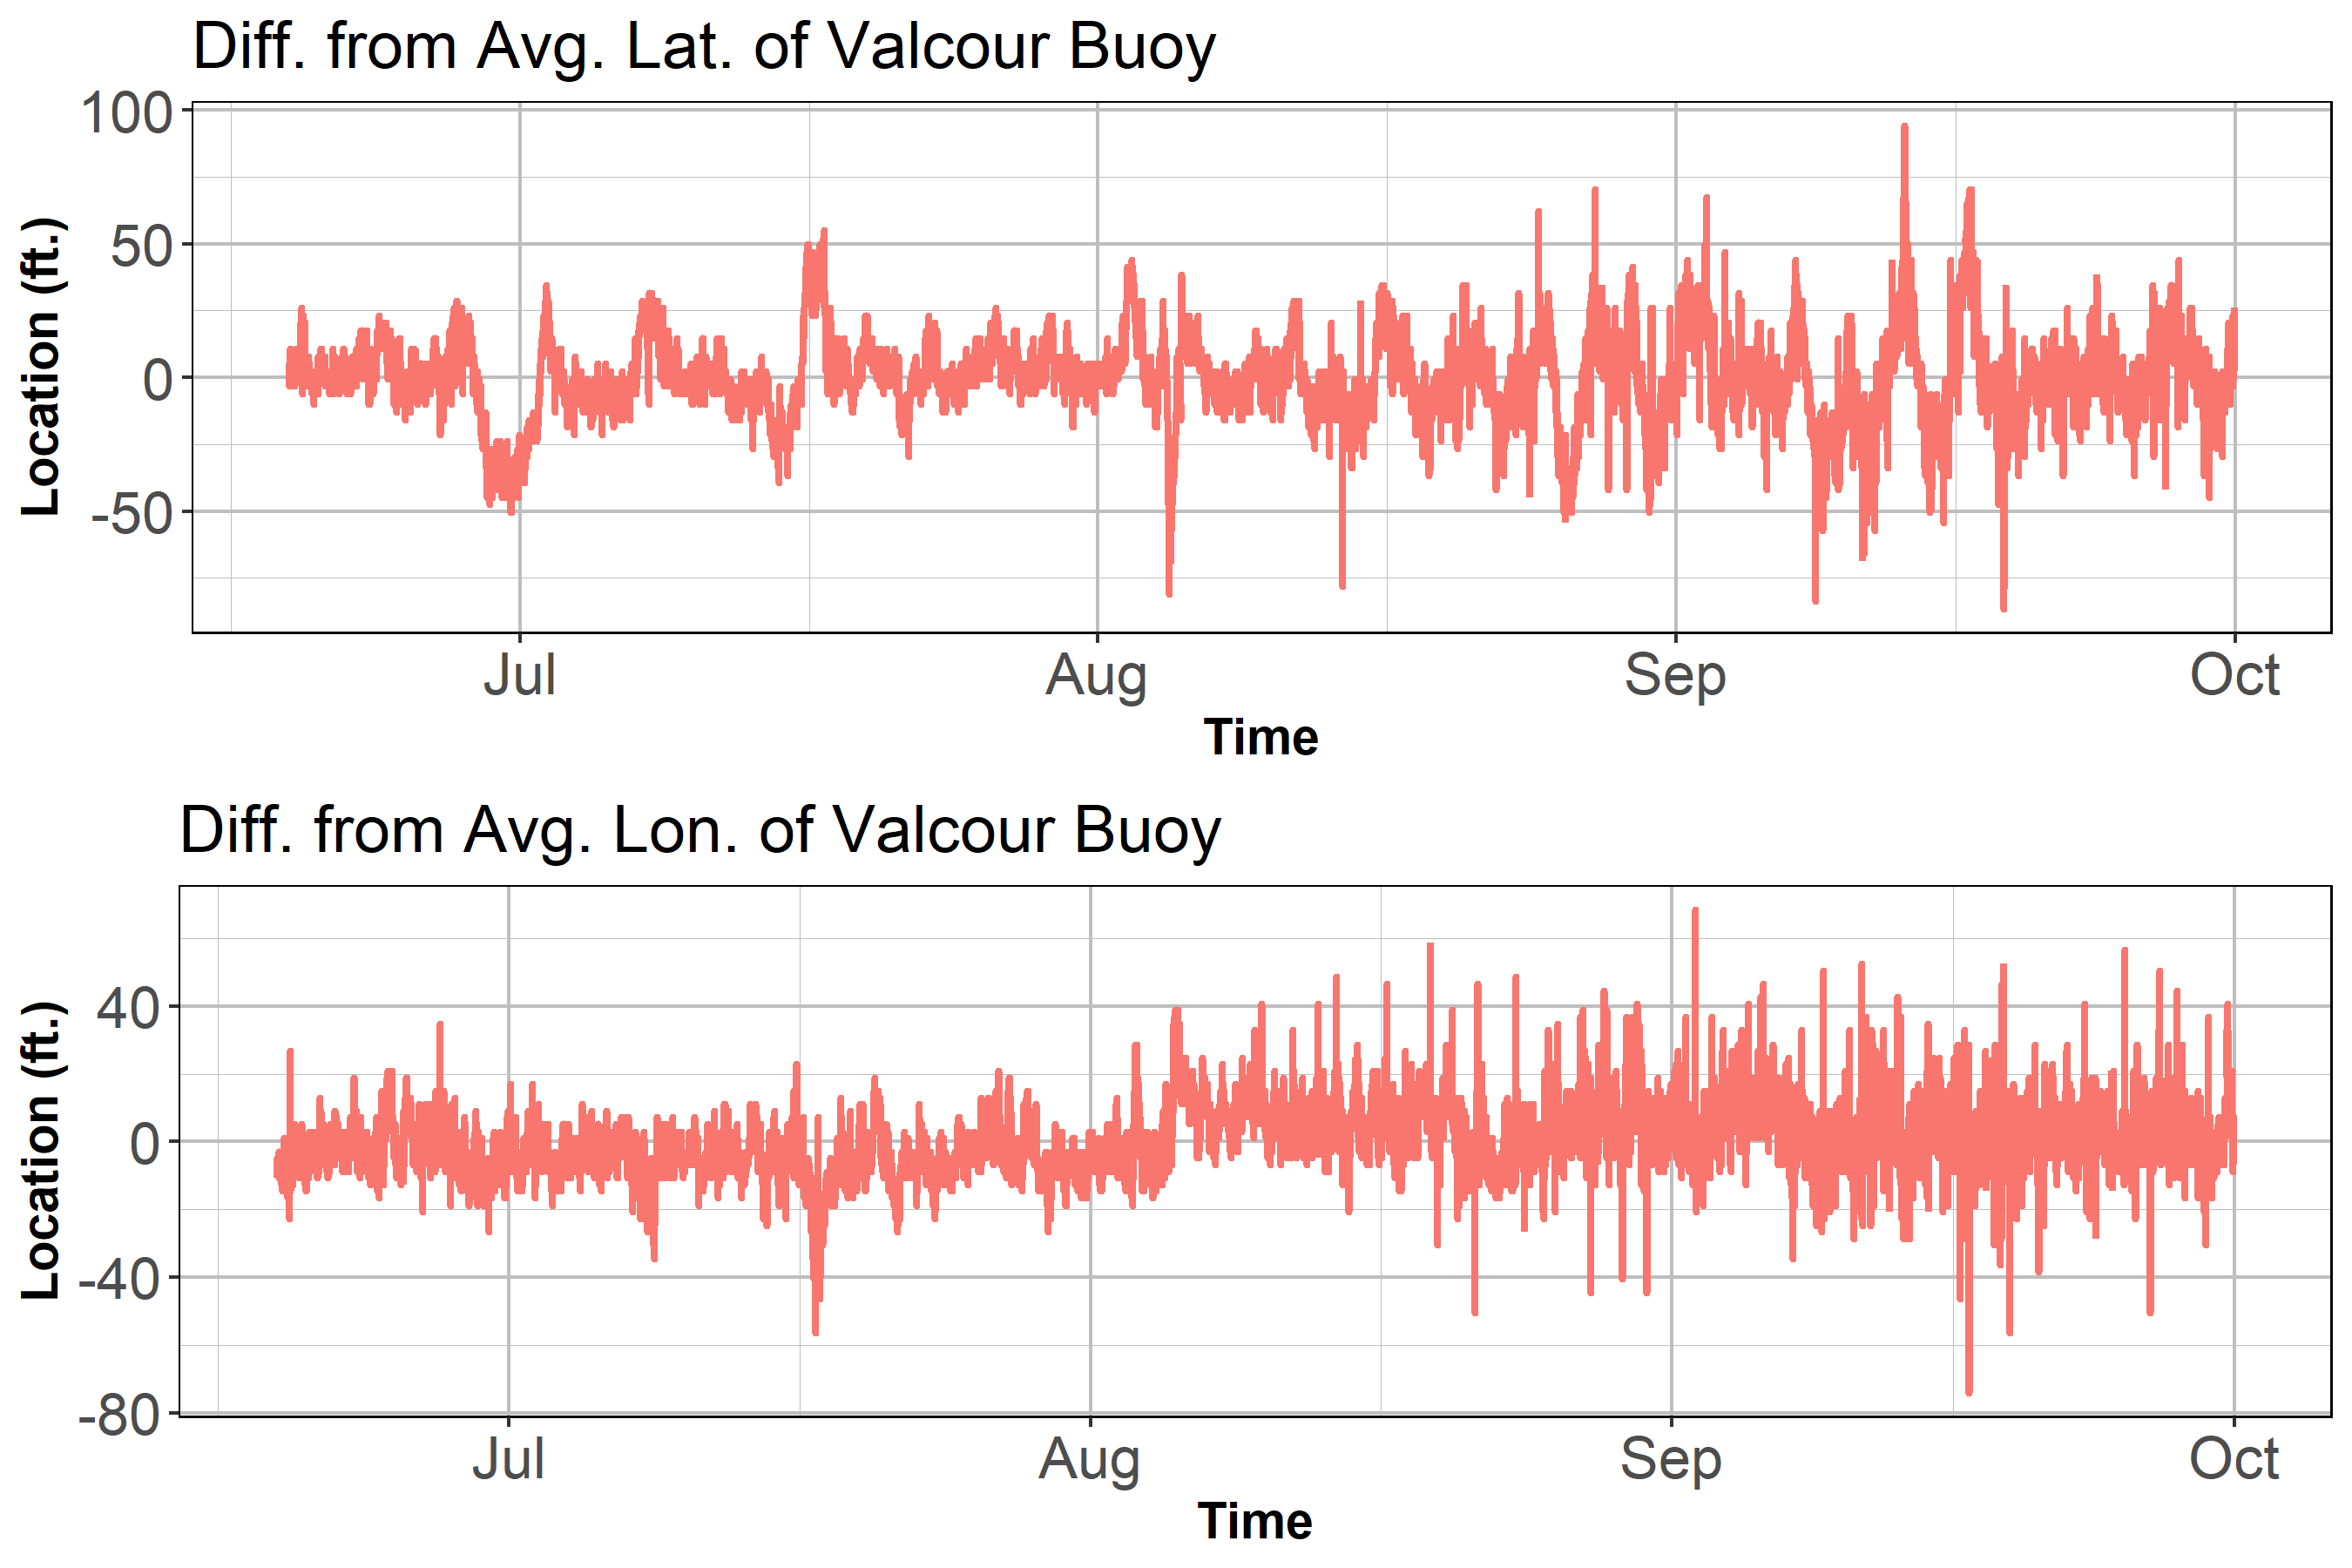 Diff. from Avg. Lat. of Valcour Buoy
100
50
0
-50
Location (ft.)
Jul Aug Sep Oct
Time
Diff. from Avg. Lon. of Valcour Buoy
40
0
-40
-80
Location (ft.)
Jul Aug Sep Oct
Time